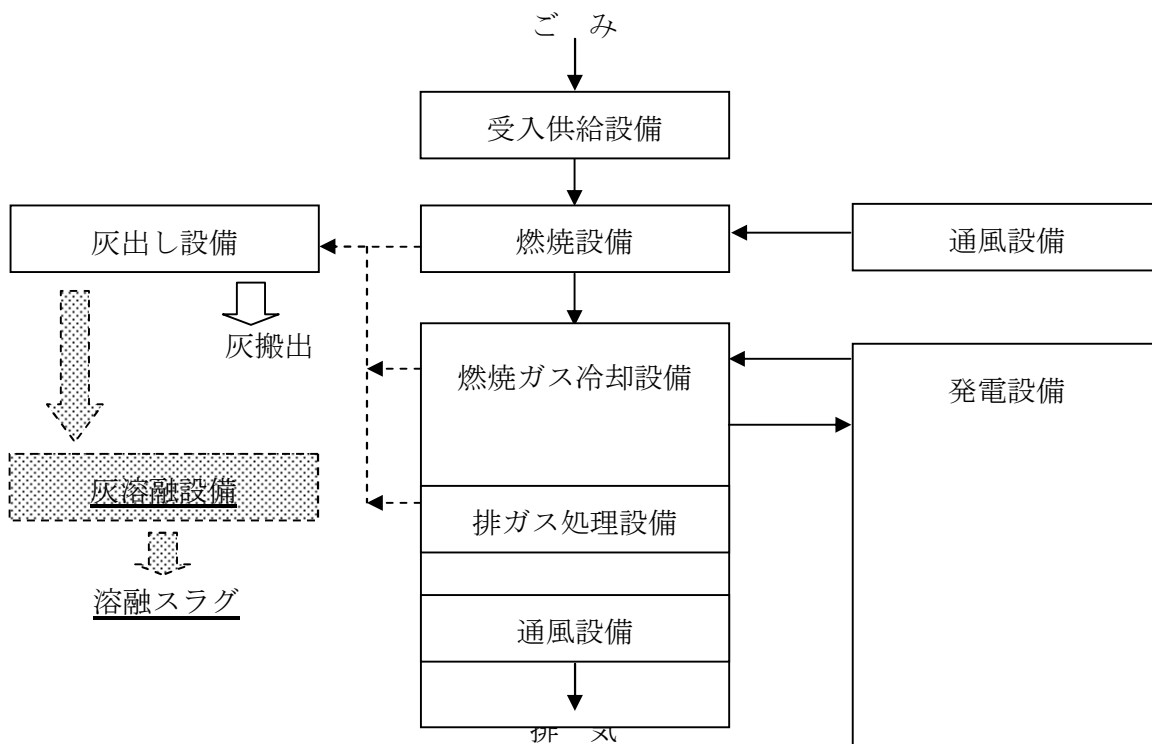 ご み
受入供給設備
灰出し設備
燃焼設備
通風設備
灰搬出
燃焼ガス冷却設備
発電設備
灰溶融設備
排ガス処理設備
溶融スラグ
通風設備
排 気